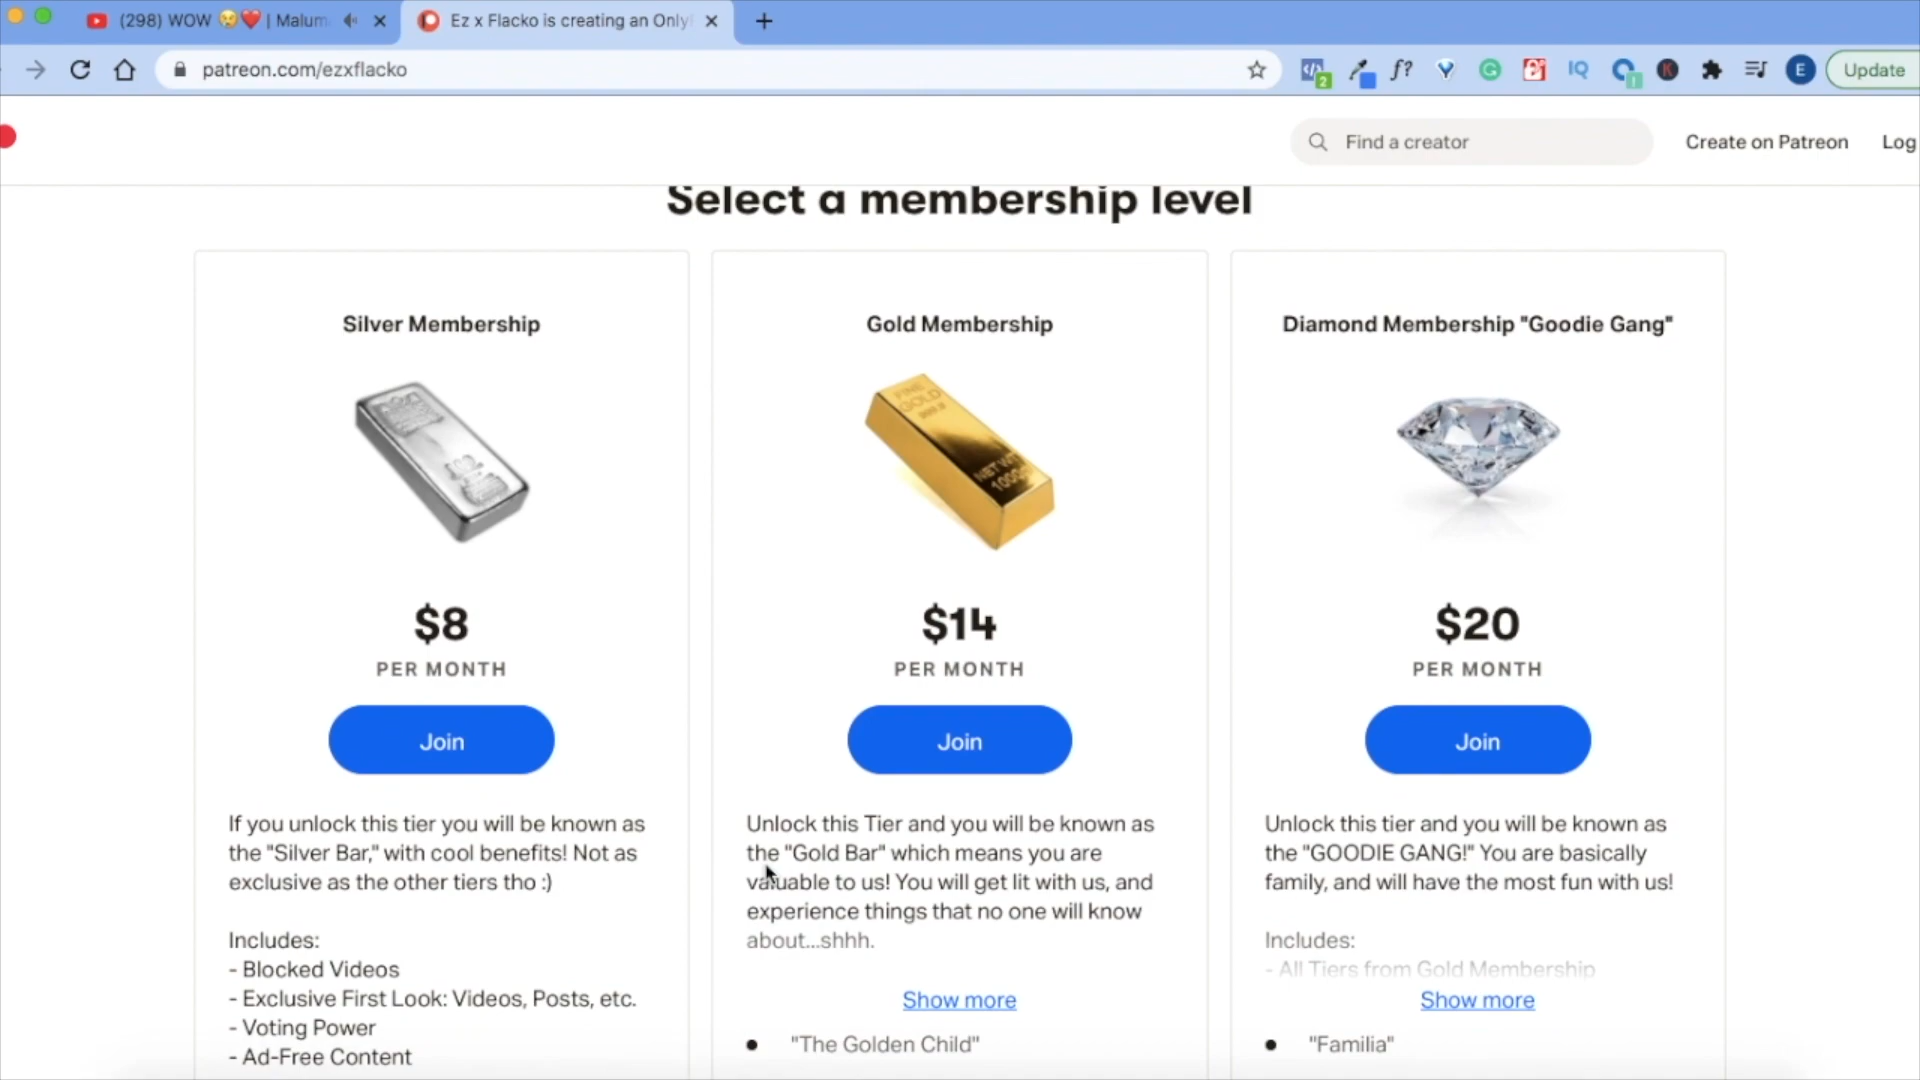 (298) WOW 😢❤️ | Malum
Ez x Flacko is creating an Only
patreon.com/ezxflacko
Update
Find a creator
Create on Patreon
Log
Select a membership level
Silver Membership
$8
PER MONTH
Join
If you unlock this tier you will be known as
the "Silver Bar," with cool benefits! Not as
exclusive as the other tiers tho :)
Includes:
- Blocked Videos
- Exclusive First Look: Videos, Posts, etc.
- Voting Power
- Ad-Free Content
Gold Membership
FINE
GOLD
NET WT
1000g
$14
PER MONTH
Join
Unlock this Tier and you will be known as
the "Gold Bar" which means you are
valuable to us! You will get lit with us, and
experience things that no one will know
about...shhh.
Show more
"The Golden Child"
Diamond Membership "Goodie Gang"
$20
PER MONTH
Join
Unlock this tier and you will be known as
the "GOODIE GANG!" You are basically
family, and will have the most fun with us!
Includes:
- All Tiers from Gold Membership
Show more
"Familia"